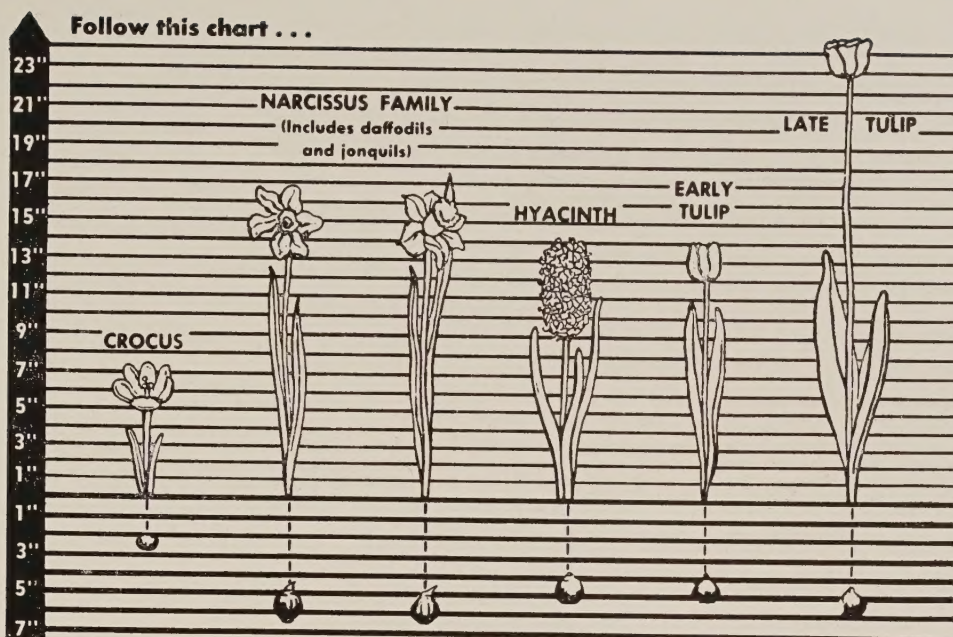 Follow this chart ...
23"
21"
19"
17"
15"
13"
11"
9"
7"
5"
3"
1"
1"
3"
5"
7"
NARCISSUS FAMILY
(Includes daffodils
and jonquils)
LATE TULIP
EARLY
TULIP
HYACINTH
CROCUS